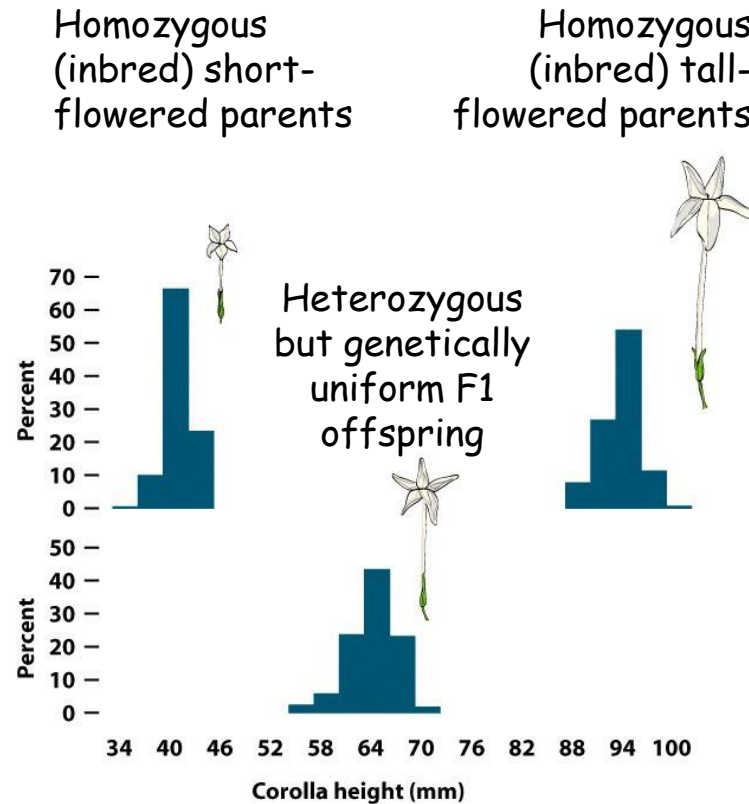 Homozygous
(inbred) short-
flowered parents
Homozygous
(inbred) tall-
flowered parents
70
60
50
40
30
20
10
0
Percent
Heterozygous
but genetically
uniform F1
offspring
50
40
30
20
10
0
Percent
34 40 46 52 58 64 70 76 82 88 94 100
Corolla height (mm)